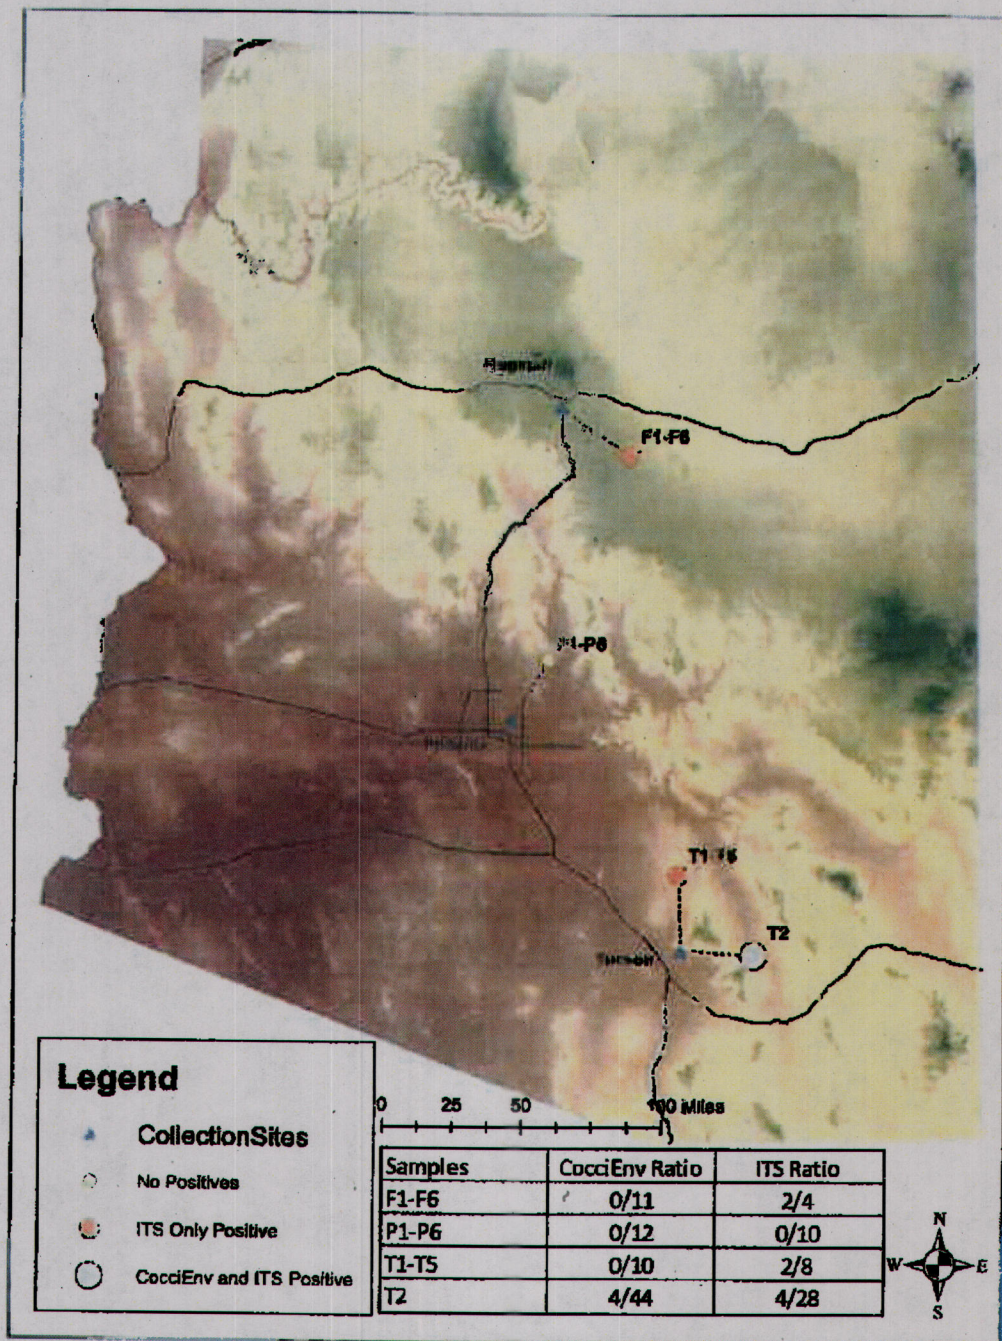 F1-F6
T2
Legend
CollectionSites
No Positives
ITS Only Positive
CocciEnv and ITS Positive
0 25 50 100 Miles
Samples CocciEnv Ratio ITS Ratio
F1-F6 0/11 2/4
P1-P6 0/12 0/10
T1-T5 0/10 2/8
T2 4/44 4/28
N
W E
S